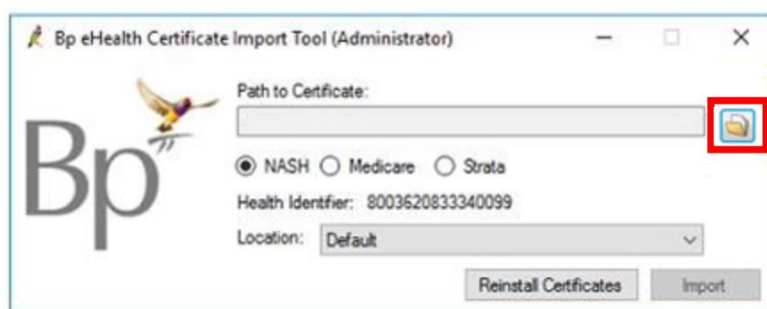 Bp eHealth Certificate Import Tool (Administrator)
Path to Certificate:
Bp
NASH Medicare Strata
Health Identifier: 8003620833340099
Location: Default
Reinstall Certificates Import